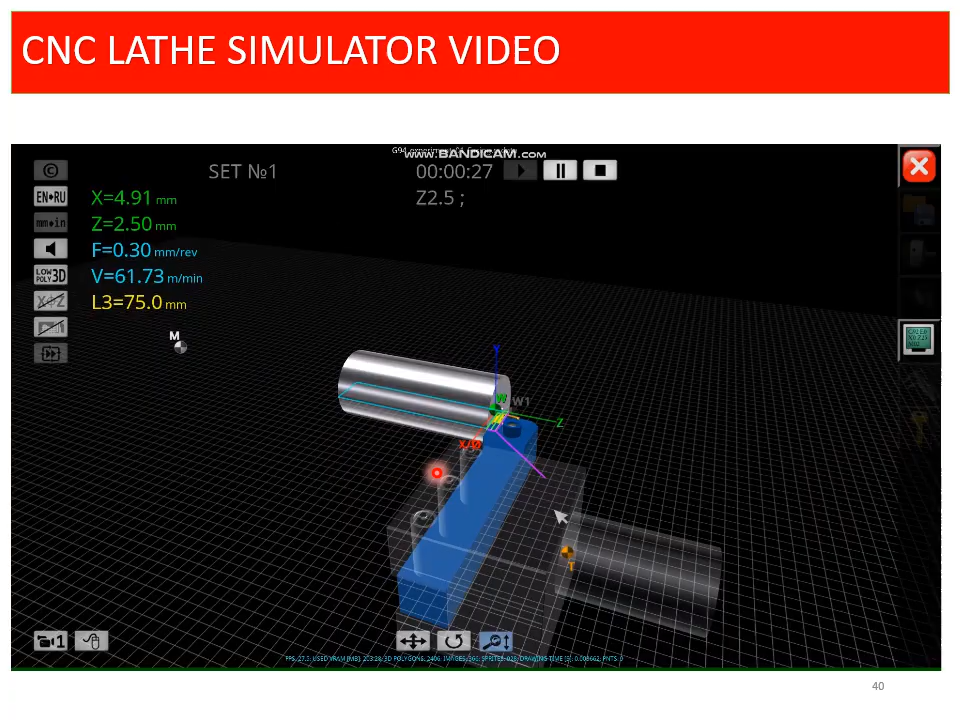 CNC LATHE SIMULATOR VIDEO
WWW.BANDICAM.COM
SET №1
00:00:27
EN•RU
X=4.91 mm
Z2.5 ;
mm•in
Z=2.50 mm
F=0.30 mm/rev
LOW POLY 3D
V=61.73 m/min
L3=75.0 mm
M
Y
W
W1
Z
X/Ø
T
1
40